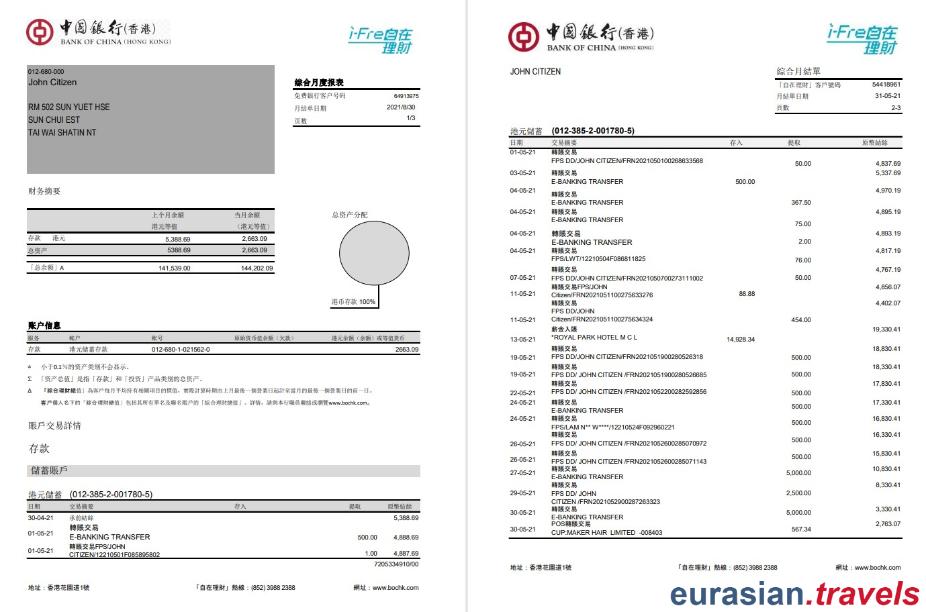 中國銀行(香港)
BANK OF CHINA (HONG KONG)
i-Free自在
理財
012-680-000
John Citizen
RM 502 SUN YUET HSE
SUN CHUI EST
TAI WAI SHATIN NT
綜合月度报表
免费银行客户号码 64913975
月結單日期 2021/8/30
页数 1/3
财务摘要
上个月余额 当月余额
港元等值 (港元等值)
存款 港元 5,388.69 2,663.09
总资产 5388.69 2,663.09
「总余额」A 141,539.00 144,202.09
总资产分配
港币存款 100%
账户信息
服务 账户 账号 原始货币值余额(欠款) 港元余额(余额)或等值货币
存款 港元储蓄存款 012-680-1-021562-0 2663.09
小于0.1%的资产类别不会显示。
Σ 「资产总值」是指「存款」和「投资」产品类别的总资产。
賬戶交易詳情
存款
儲蓄賬戶
港元儲蓄 (012-385-2-001780-5)
日期 交易摘要 存入 提取 原幣結餘
30-04-21 承前結餘 5,388.69
轉賬交易
01-05-21 E-BANKING TRANSFER 500.00 4,888.69
轉賬交易FPS/JOHN
01-05-21 CITIZEN/12210501F085895802 1.00 4,887.69
7205334910/00
地址：香港花園道1號 「自在理財」熱線：(852) 3988 2388 網址：www.bochk.com
中國銀行(香港)
BANK OF CHINA (HONG KONG)
i-Free自在
理財
JOHN CITIZEN
綜合月結單
「自在理財」客戶號碼 54418961
月結單日期 31-05-21
頁數 2-3
港元儲蓄 (012-385-2-001780-5)
日期 交易摘要 存入 提取 原幣結餘
01-05-21 轉賬交易
FPS DD/JOHN CITIZEN/FRN2021050100268633568 50.00 4,837.69
03-05-21 轉賬交易 5,337.69
E-BANKING TRANSFER 500.00
04-05-21 轉賬交易 4,970.19
E-BANKING TRANSFER 367.50
04-05-21 轉賬交易 4,895.19
E-BANKING TRANSFER 75.00
04-05-21 轉賬交易 4,893.19
E-BANKING TRANSFER 2.00
04-05-21 轉賬交易 4,817.19
FPS/LWT/12210504F086811825 76.00
轉賬交易 4,767.19
07-05-21 FPS DD/JOHN CITIZEN/FRN2021050700273111002 50.00
轉賬交易FPS/JOHN 4,656.07
11-05-21 Citizen/FRN2021051100275633276 88.88
轉賬交易 4,402.07
FPS DD/JOHN
11-05-21 Citizen/FRN2021051100275634324 454.00
薪金入賬 19,330.41
13-05-21 *ROYAL PARK HOTEL M C L 14,928.34
轉賬交易 18,830.41
19-05-21 FPS DD/JOHN CITIZEN /FRN2021051900280526318 500.00
轉賬交易 18,330.41
19-05-21 FPS DD/JOHN CITIZEN /FRN2021051900280526685 500.00
轉賬交易 17,830.41
22-05-21 FPS DD/JOHN CITIZEN /FRN2021052200282592856 500.00
24-05-21 轉賬交易 17,330.41
E-BANKING TRANSFER 500.00
24-05-21 轉賬交易 16,830.41
FPS/LAM N** W****/12210524F092960221 500.00
轉賬交易 16,330.41
26-05-21 FPS DD/ JOHN CITIZEN /FRN2021052600285070972 500.00
轉賬交易 15,830.41
26-05-21 FPS DD/ JOHN CITIZEN /FRN2021052600285071143 500.00
27-05-21 轉賬交易 10,830.41
E-BANKING TRANSFER 5,000.00
轉賬交易 8,330.41
29-05-21 FPS DD/ JOHN 2,500.00
CITIZEN /FRN2021052900287263323
30-05-21 轉賬交易 3,330.41
E-BANKING TRANSFER 5,000.00
POS轉賬交易 2,763.07
30-05-21 CUP:MAKER HAIR LIMITED -008403 567.34
地址：香港花園道1號 「自在理財」熱線：(852) 3988 2388 網址：www.bochk.com
eurasian.travels